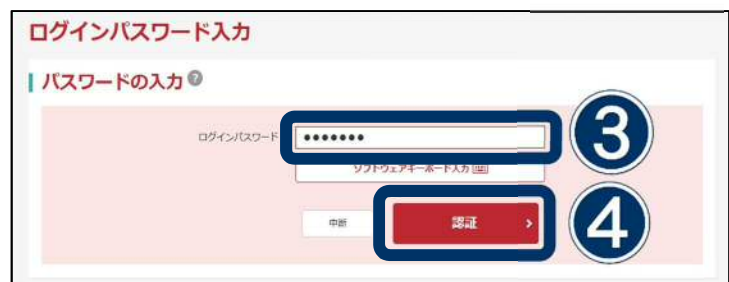 ログインパスワード入力
パスワードの入力 ?
ログインパスワード ●●●●●●● ③
ソフトウェアキーボード入力
中断 認証 > ④